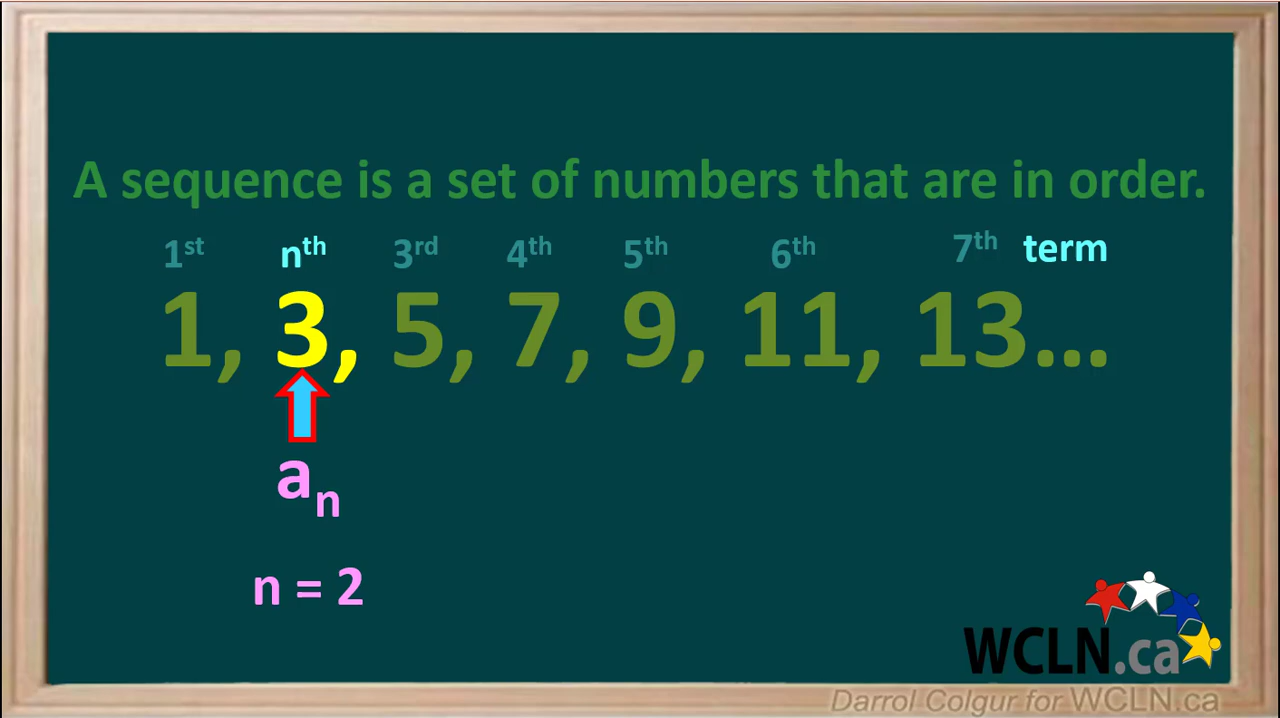 A sequence is a set of numbers that are in order.
1st nth 3rd 4th 5th 6th 7th term
1, 3, 5, 7, 9, 11, 13...
an
n = 2
WCLN.ca
Darrol Colgur for WCLN.ca